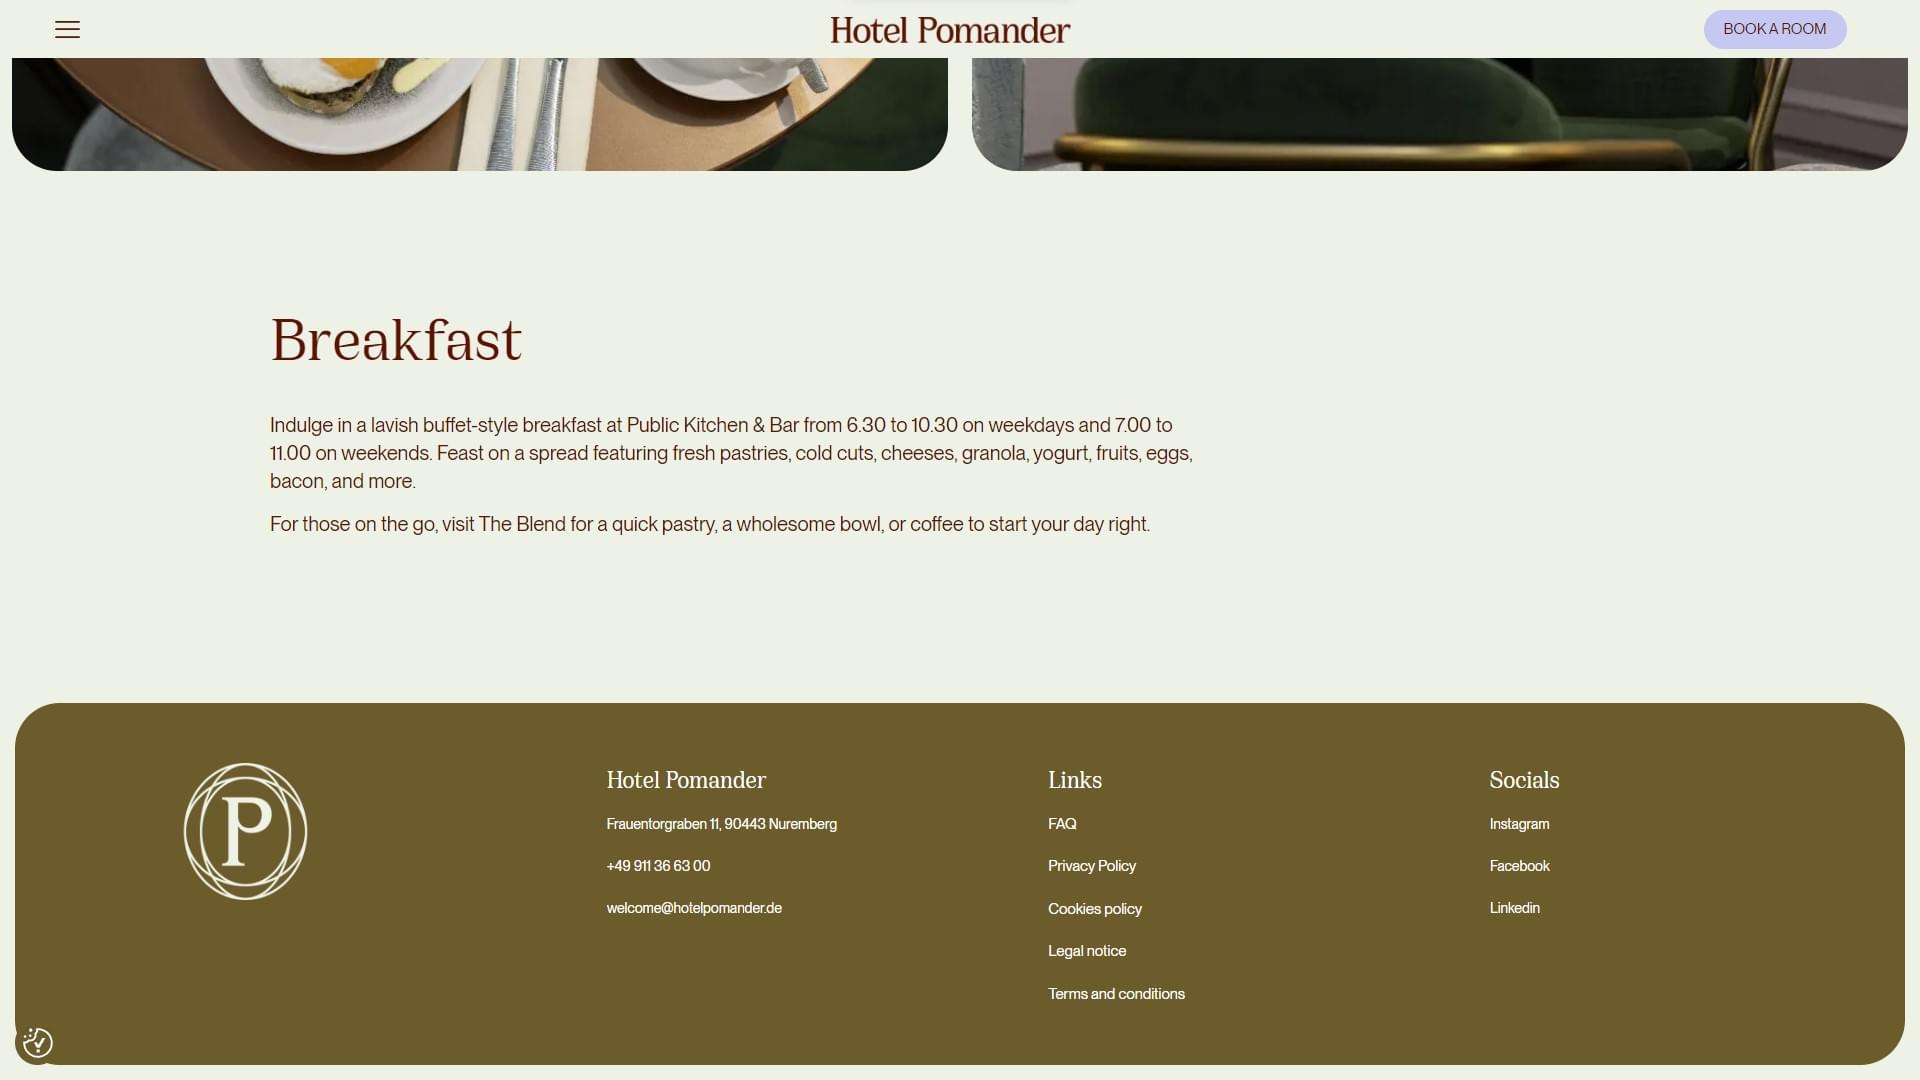 Hotel Pomander
BOOK A ROOM
Breakfast
Indulge in a lavish buffet-style breakfast at Public Kitchen & Bar from 6.30 to 10.30 on weekdays and 7.00 to
11.00 on weekends. Feast on a spread featuring fresh pastries, cold cuts, cheeses, granola, yogurt, fruits, eggs,
bacon, and more.
For those on the go, visit The Blend for a quick pastry, a wholesome bowl, or coffee to start your day right.
P
Hotel Pomander
Frauentorgraben 11, 90443 Nuremberg
+49 911 36 63 00
welcome@hotelpomander.de
Links
FAQ
Privacy Policy
Cookies policy
Legal notice
Terms and conditions
Socials
Instagram
Facebook
Linkedin